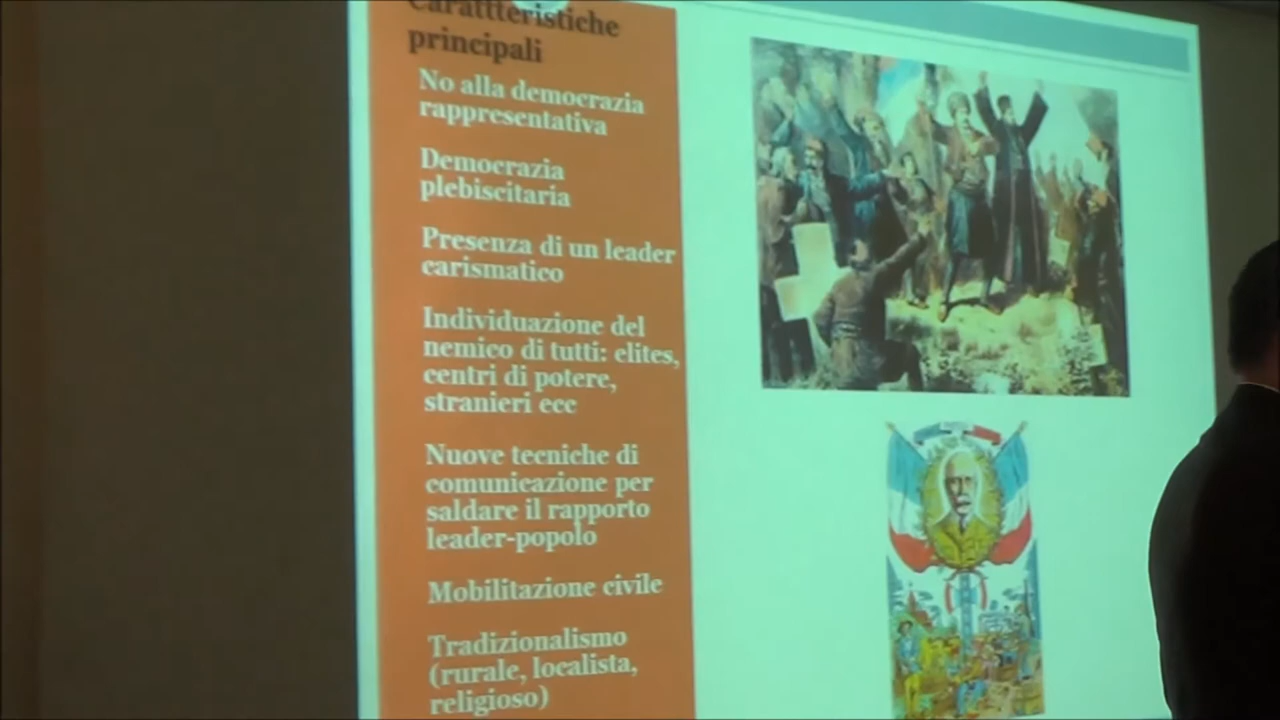 Carattteristiche
principali
No alla democrazia
rappresentativa
Democrazia
plebiscitaria
Presenza di un leader
carismatico
Individuazione del
nemico di tutti: elites,
centri di potere,
stranieri ecc
Nuove tecniche di
comunicazione per
saldare il rapporto
leader-popolo
Mobilitazione civile
Tradizionalismo
(rurale, localista,
religioso)